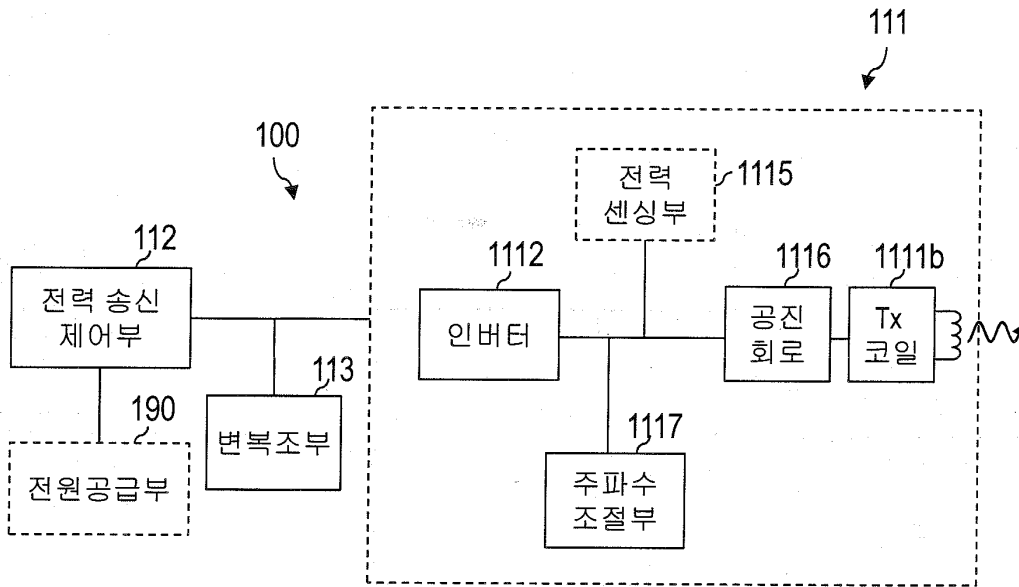 111
100
전력
센싱부
1115
112
전력 송신
제어부
1112
인버터
1116
공진
회로
1111b
Tx
코일
113
변복조부
190
전원공급부
1117
주파수
조절부